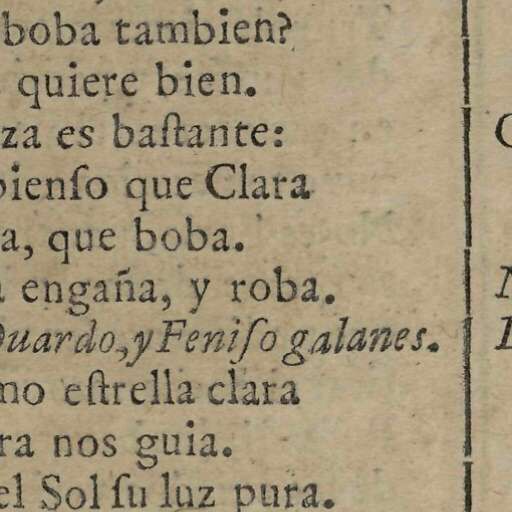 boba tambien?
quiere bien.
za es baſtante:
pienſo que Clara
a, que boba.
a engaña, y roba.
Duardo, y Feniſo galanes.
mo eſtrella clara
ra nos guia.
el Sol ſu luz pura.